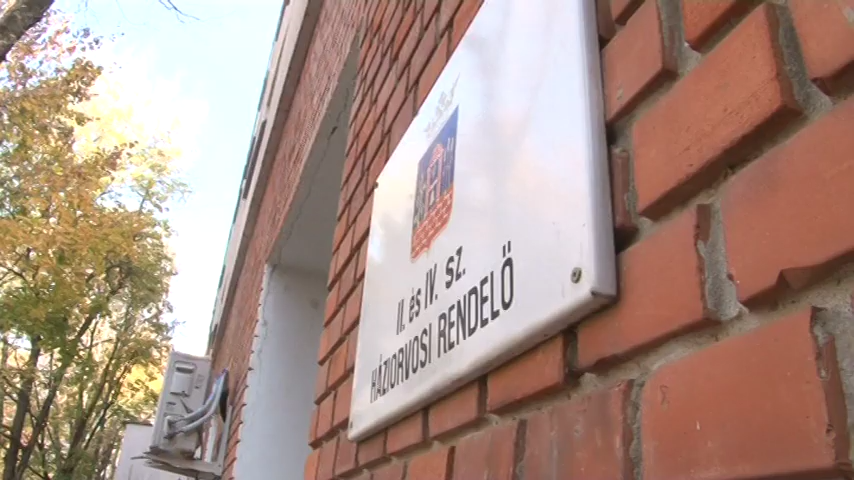 II. és IV. sz.
HÁZIORVOSI RENDELŐ